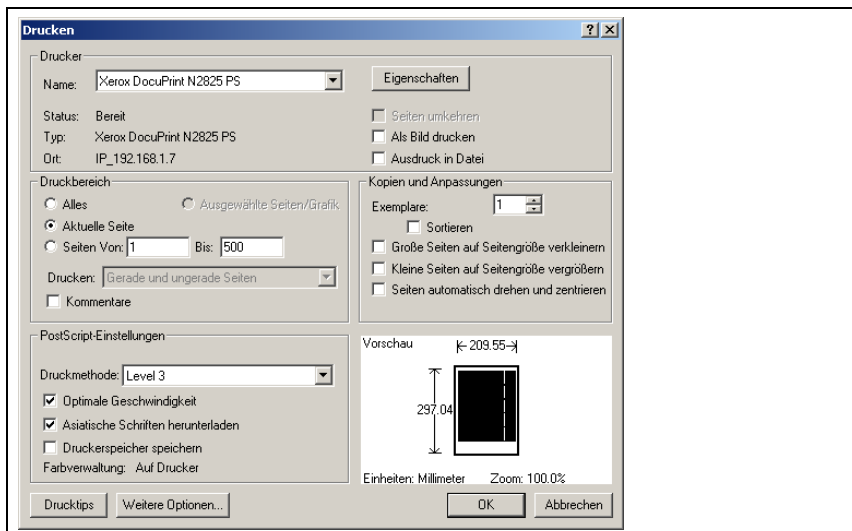 Drucken
Drucker
Name: Xerox DocuPrint N2825 PS
Eigenschaften
Status: Bereit
Seiten umkehren
Typ: Xerox DocuPrint N2825 PS
Als Bild drucken
Ort: IP_192.168.1.7
Ausdruck in Datei
Druckbereich
Alles
Ausgewählte Seiten/Grafik
Aktuelle Seite
Seiten Von: 1 Bis: 500
Drucken: Gerade und ungerade Seiten
Kommentare
Kopien und Anpassungen
Exemplare: 1
Sortieren
Große Seiten auf Seitengröße verkleinern
Kleine Seiten auf Seitengröße vergrößern
Seiten automatisch drehen und zentrieren
PostScript-Einstellungen
Druckmethode: Level 3
Optimale Geschwindigkeit
Asiatische Schriften herunterladen
Druckerspeicher speichern
Farbverwaltung: Auf Drucker
Vorschau
209.55
297.04
Einheiten: Millimeter Zoom: 100.0%
Drucktips
Weitere Optionen...
OK
Abbrechen